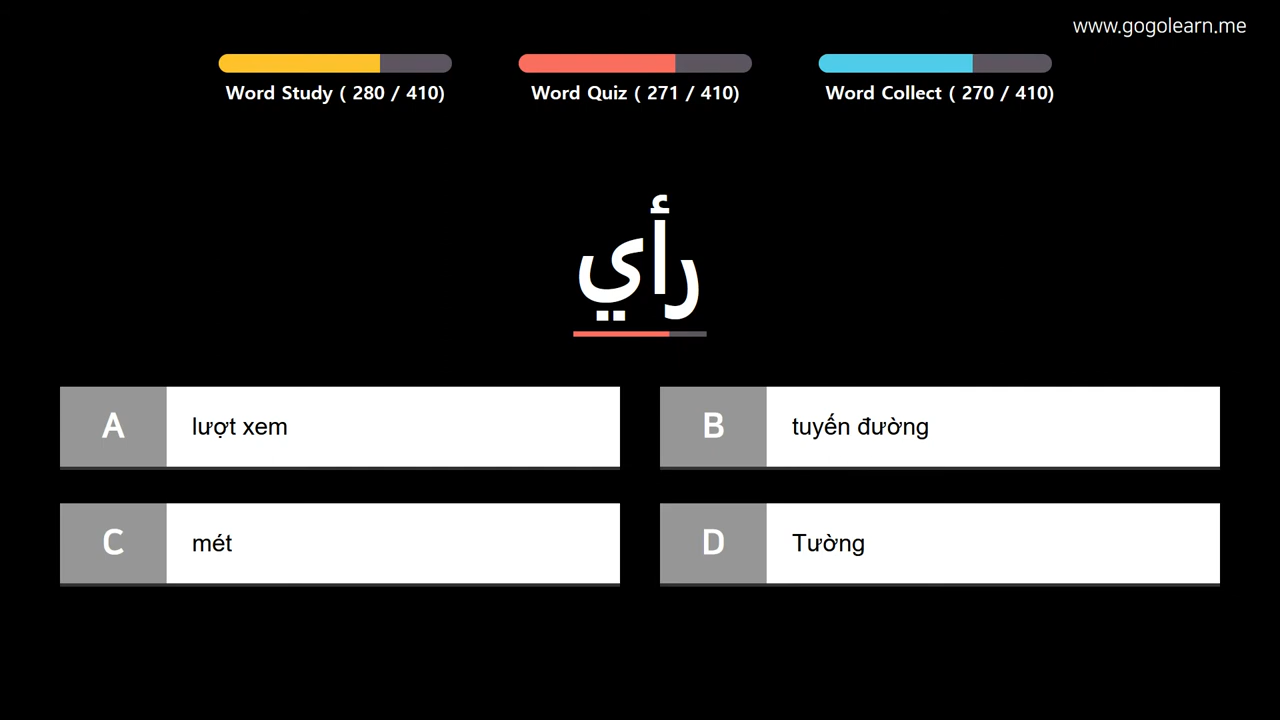 www.gogolearn.me
Word Study ( 280 / 410)
Word Quiz ( 271 / 410)
Word Collect ( 270 / 410)
رأي
A lượt xem
B tuyến đường
C mét
D Tường